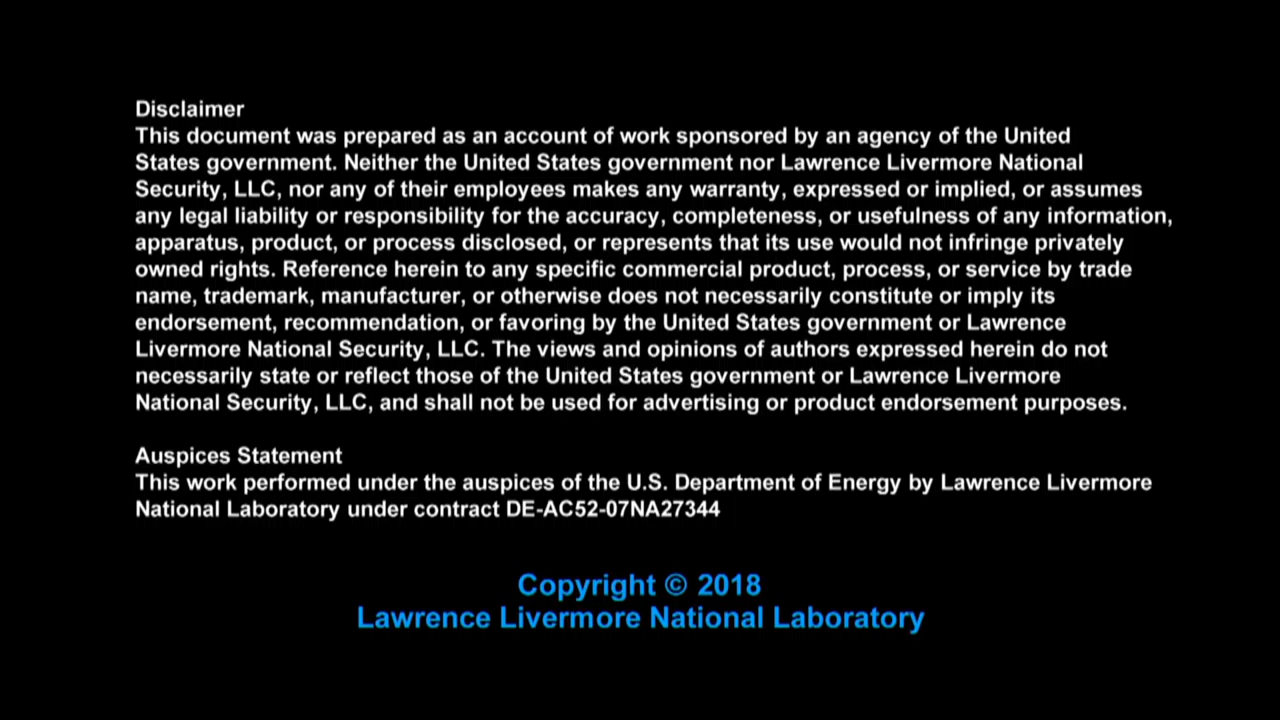 Disclaimer
This document was prepared as an account of work sponsored by an agency of the United
States government. Neither the United States government nor Lawrence Livermore National
Security, LLC, nor any of their employees makes any warranty, expressed or implied, or assumes
any legal liability or responsibility for the accuracy, completeness, or usefulness of any information,
apparatus, product, or process disclosed, or represents that its use would not infringe privately
owned rights. Reference herein to any specific commercial product, process, or service by trade
name, trademark, manufacturer, or otherwise does not necessarily constitute or imply its
endorsement, recommendation, or favoring by the United States government or Lawrence
Livermore National Security, LLC. The views and opinions of authors expressed herein do not
necessarily state or reflect those of the United States government or Lawrence Livermore
National Security, LLC, and shall not be used for advertising or product endorsement purposes.
Auspices Statement
This work performed under the auspices of the U.S. Department of Energy by Lawrence Livermore
National Laboratory under contract DE-AC52-07NA27344
Copyright © 2018
Lawrence Livermore National Laboratory